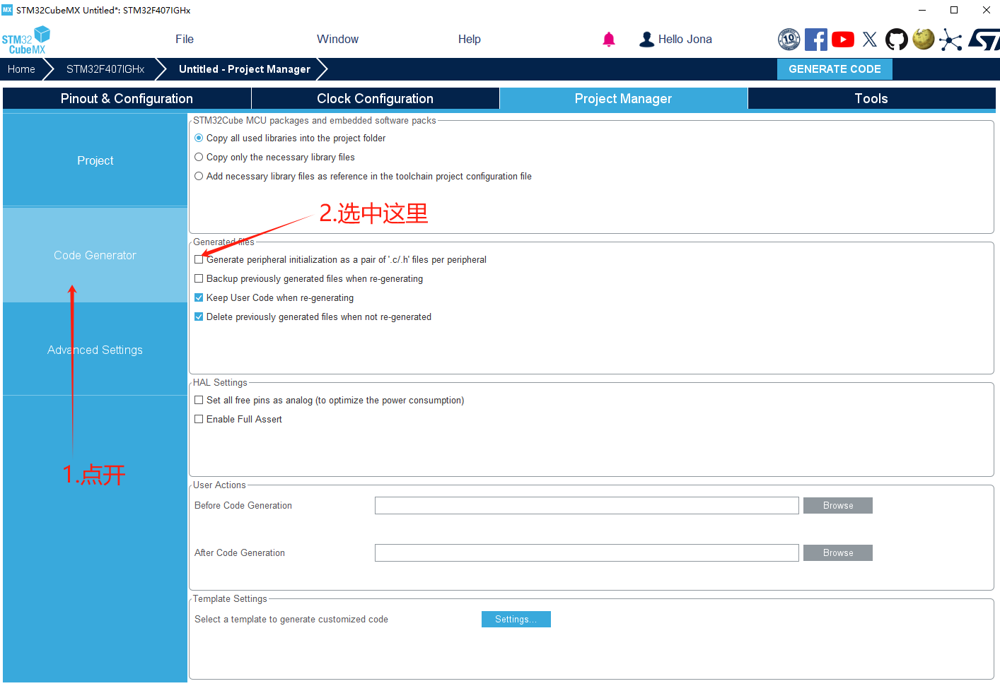 MX STM32CubeMX Untitled*: STM32F407IGHx
STM32 CubeMX
File Window Help Hello Jona
Home STM32F407IGHx Untitled - Project Manager GENERATE CODE
Pinout & Configuration Clock Configuration Project Manager Tools
STM32Cube MCU packages and embedded software packs
Copy all used libraries into the project folder
Project
Copy only the necessary library files
Add necessary library files as reference in the toolchain project configuration file
2.选中这里
Generated files
Code Generator
Generate peripheral initialization as a pair of '.c/.h' files per peripheral
Backup previously generated files when re-generating
Keep User Code when re-generating
Delete previously generated files when not re-generated
Advanced Settings
HAL Settings
Set all free pins as analog (to optimize the power consumption)
Enable Full Assert
1.点开
User Actions
Before Code Generation Browse
After Code Generation Browse
Template Settings
Select a template to generate customized code Settings...